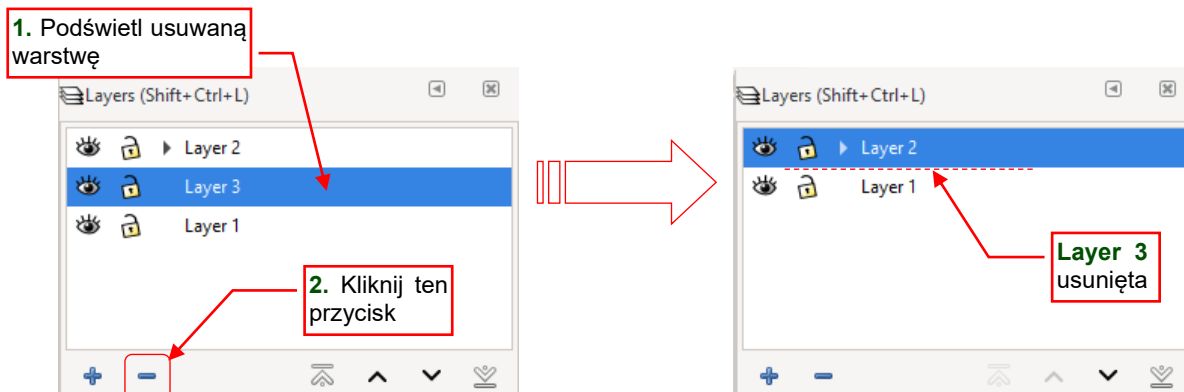 1. Podświetl usuwaną
warstwę
Layers (Shift+Ctrl+L)
Layer 2
Layer 3
Layer 1
2. Kliknij ten
przycisk
Layers (Shift+Ctrl+L)
Layer 2
Layer 1
Layer 3
usunięta